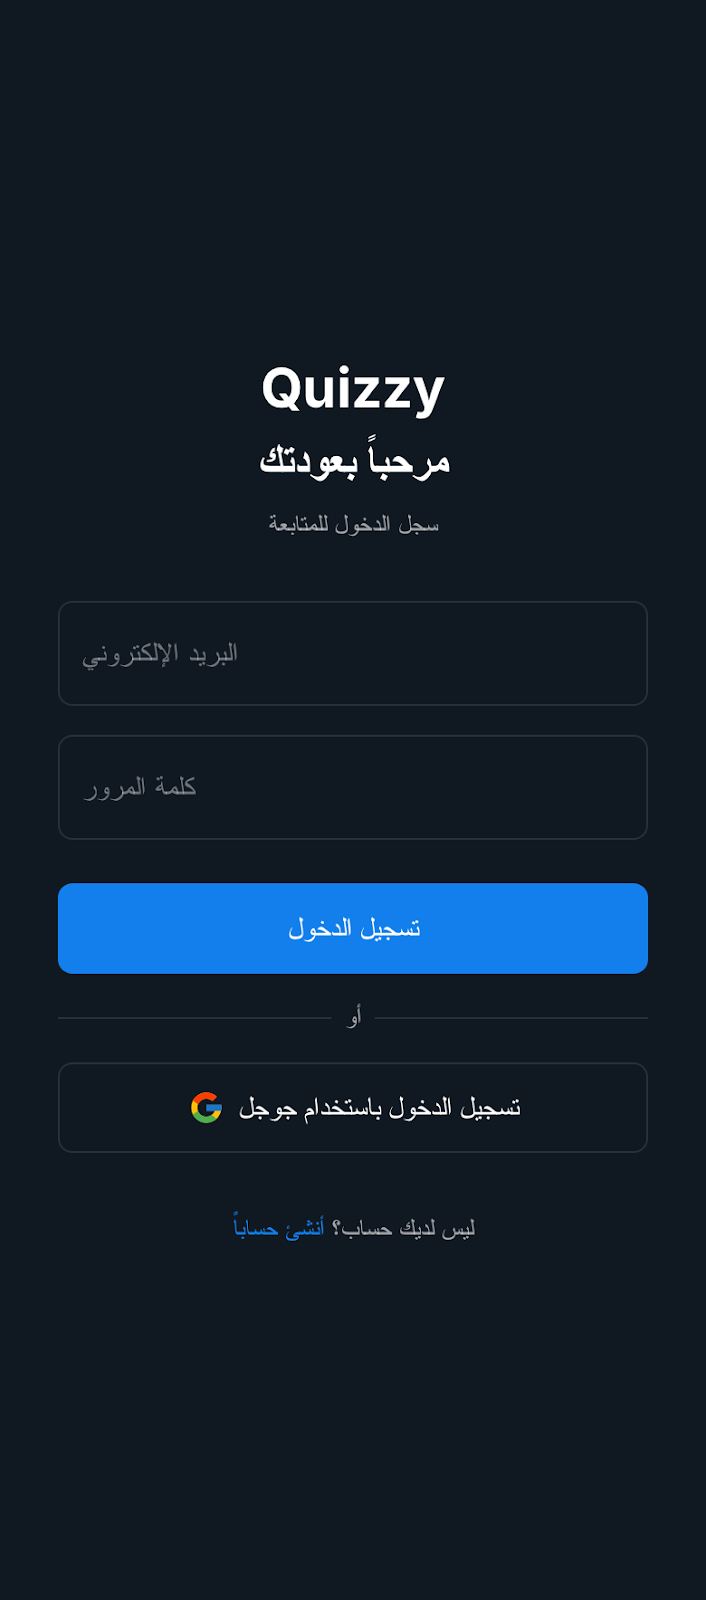 Quizzy
مرحباً بعودتك
سجل الدخول للمتابعة
البريد الإلكتروني
كلمة المرور
تسجيل الدخول
أو
تسجيل الدخول باستخدام جوجل
ليس لديك حساب؟ أنشئ حساباً